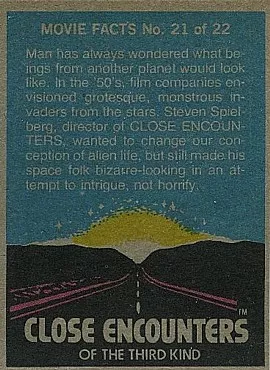 MOVIE FACTS No. 21 of 22
Man has always wondered what be-
ings from another planet would look
like. In the '50's, film companies en-
visioned grotesque, monstrous in-
vaders from the stars. Steven Spiel-
berg, director of CLOSE ENCOUN-
TERS, wanted to change our con-
ception of alien life, but still made his
space folk bizarre-looking in an at-
tempt to intrigue, not horrify.
TM
CLOSE ENCOUNTERS
OF THE THIRD KIND